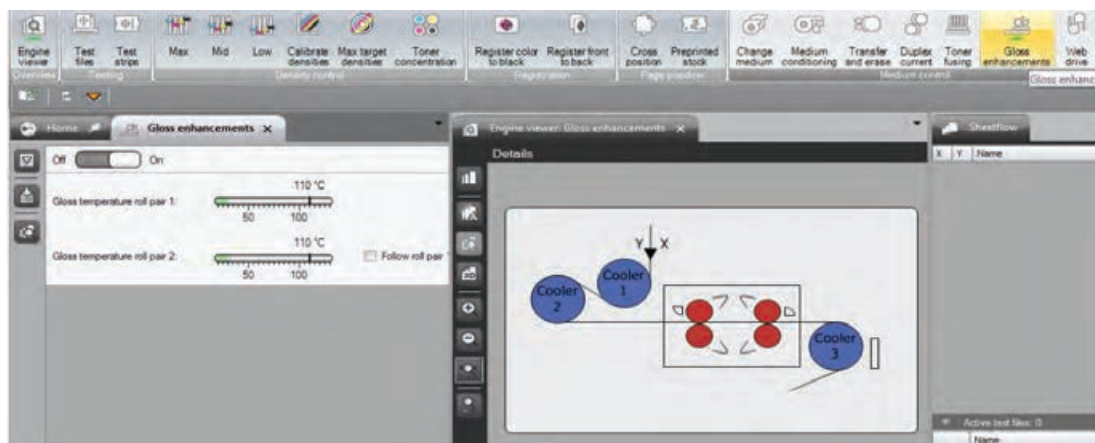 Engine viewer
Test files
Test strips
Max
Mid
Low
Calibrate densities
Max target densities
Toner concentration
Register color to black
Register front to back
Cross position
Preprinted stock
Change medium
Medium conditioning
Transfer and erase
Duplex current
Toner fusing
Gloss enhancements
Web drive
Overview
Testing
Density control
Registration
Page position
Medium control
Gloss enhanc
Home
Gloss enhancements
Engine viewer: Gloss enhancements
Sheetflow
Off
On
Details
X
Y
Name
110 °C
Gloss temperature roll pair 1:
50
100
110 °C
Gloss temperature roll pair 2:
Follow roll pair
50
100
Y
X
Cooler
1
Cooler
2
Cooler
3
Active test files: 0
Name